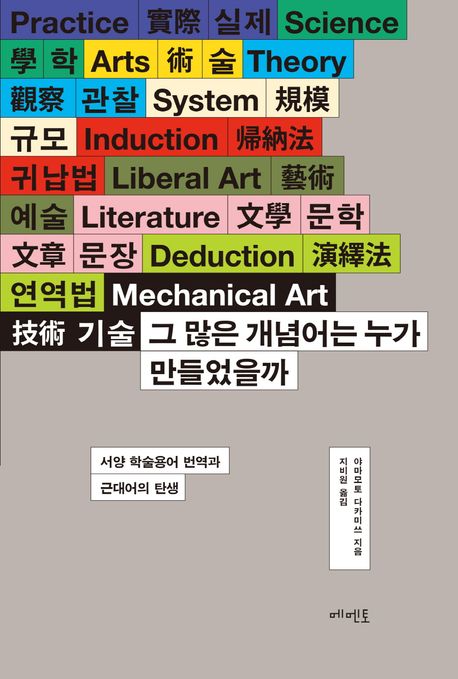 Practice 實際 실제 Science
學 학 Arts 術 술 Theory
觀察 관찰 System 規模
규모 Induction 帰納法
귀납법 Liberal Art 藝術
예술 Literature 文學 문학
文章 문장 Deduction 演繹法
연역법 Mechanical Art
技術 기술 그 많은 개념어는 누가
만들었을까
서양 학술용어 번역과
근대어의 탄생
야마모토 다카미쓰 지음
지비원 옮김
메멘토